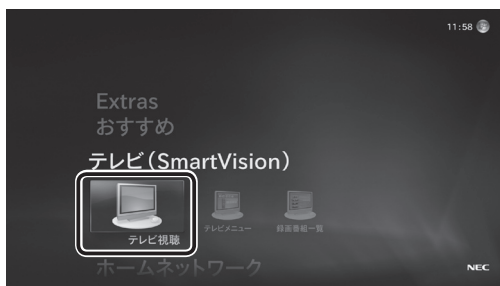 11:58
Extras
おすすめ
テレビ（SmartVision）
テレビ視聴
テレビメニュー
録画番組一覧
ホームネットワーク
NEC